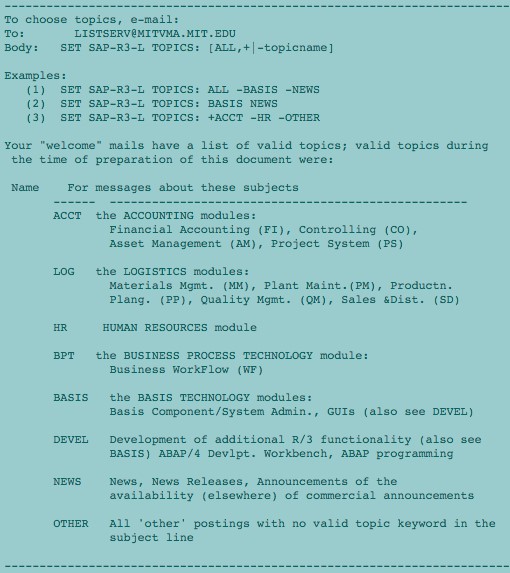 --------------------------------------------------------------------------
To choose topics, e-mail:
To:       LISTSERV@MITVMA.MIT.EDU
Body:   SET SAP-R3-L TOPICS: [ALL,+|-topicname]
Examples:
(1)  SET SAP-R3-L TOPICS: ALL -BASIS -NEWS
(2)  SET SAP-R3-L TOPICS: BASIS NEWS
(3)  SET SAP-R3-L TOPICS: +ACCT -HR -OTHER
Your "welcome" mails have a list of valid topics; valid topics during
the time of preparation of this document were:
Name    For messages about these subjects
------  ---------------------------------------------------
ACCT  the ACCOUNTING modules:
Financial Accounting (FI), Controlling (CO),
Asset Management (AM), Project System (PS)
LOG   the LOGISTICS modules:
Materials Mgmt. (MM), Plant Maint.(PM), Productn.
Plang. (PP), Quality Mgmt. (QM), Sales &Dist. (SD)
HR     HUMAN RESOURCES module
BPT   the BUSINESS PROCESS TECHNOLOGY module:
Business WorkFlow (WF)
BASIS  the BASIS TECHNOLOGY modules:
Basis Component/System Admin., GUIs (also see DEVEL)
DEVEL   Development of additional R/3 functionality (also see
BASIS) ABAP/4 Devlpt. Workbench, ABAP programming
NEWS    News, News Releases, Announcements of the
availability (elsewhere) of commercial announcements
OTHER   All 'other' postings with no valid topic keyword in the
subject line
--------------------------------------------------------------------------